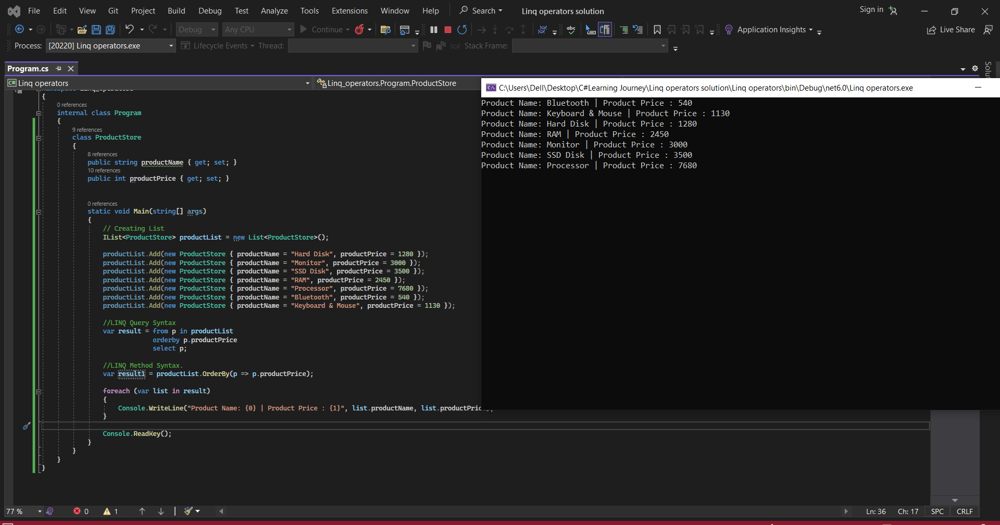 File Edit View Git Project Build Debug Test Analyze Tools Extensions Window Help Search Linq operators solution Sign in
Debug Any CPU Continue abc Application Insights Live Share
Process: [20220] Linq operators.exe Lifecycle Events Thread: Stack Frame:
Program.cs
C# Linq operators Linq_operators.Program.ProductStore
{
0 references
internal class Program
{
9 references
class ProductStore
{
8 references
public string productName { get; set; }
10 references
public int productPrice { get; set; }
0 references
static void Main(string[] args)
{
// Creating List
IList<ProductStore> productList = new List<ProductStore>();
productList.Add(new ProductStore { productName = "Hard Disk", productPrice = 1280 });
productList.Add(new ProductStore { productName = "Monitor", productPrice = 3000 });
productList.Add(new ProductStore { productName = "SSD Disk", productPrice = 3500 });
productList.Add(new ProductStore { productName = "RAM", productPrice = 2450 });
productList.Add(new ProductStore { productName = "Processor", productPrice = 7680 });
productList.Add(new ProductStore { productName = "Bluetooth", productPrice = 540 });
productList.Add(new ProductStore { productName = "Keyboard & Mouse", productPrice = 1130 });
//LINQ Query Syntax
var result = from p in productList
orderby p.productPrice
select p;
//LINQ Method Syntax.
var result1 = productList.OrderBy(p => p.productPrice);
foreach (var list in result)
{
Console.WriteLine("Product Name: {0} | Product Price : {1}", list.productName, list.productPric
}
Console.ReadKey();
}
}
}
}
C:\Users\Dell\Desktop\C#Learning Journey\Linq operators solution\Linq operators\bin\Debug\net6.0\Linq operators.exe
Product Name: Bluetooth | Product Price : 540
Product Name: Keyboard & Mouse | Product Price : 1130
Product Name: Hard Disk | Product Price : 1280
Product Name: RAM | Product Price : 2450
Product Name: Monitor | Product Price : 3000
Product Name: SSD Disk | Product Price : 3500
Product Name: Processor | Product Price : 7680
Solut
77 % 0 1 Ln: 36 Ch: 17 SPC CRLF